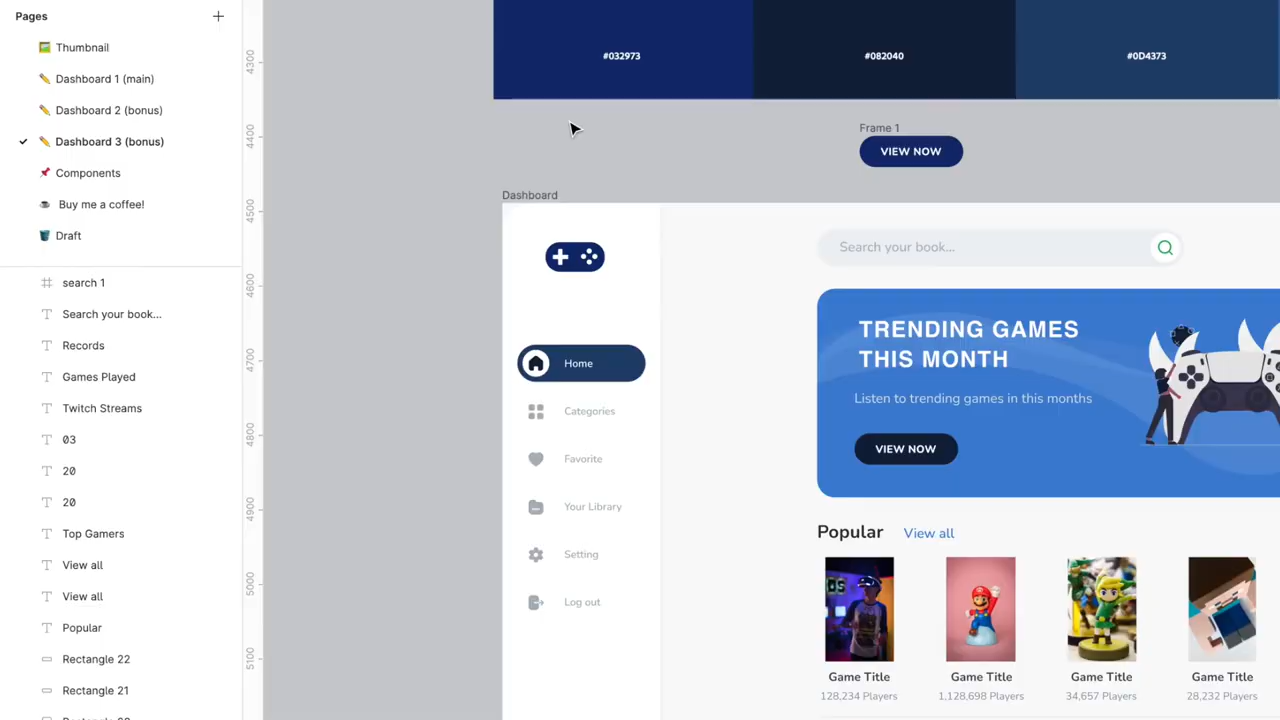 Pages
Thumbnail
Dashboard 1 (main)
Dashboard 2 (bonus)
Dashboard 3 (bonus)
Components
Buy me a coffee!
Draft
search 1
Search your book...
Records
Games Played
Twitch Streams
03
20
20
Top Gamers
View all
View all
Popular
Rectangle 22
Rectangle 21
4300
4400
4500
4600
4700
4800
4900
5000
5100
#032973
#082040
#0D4373
Frame 1
VIEW NOW
Dashboard
Home
Categories
Favorite
Your Library
Setting
Log out
Search your book...
TRENDING GAMES
THIS MONTH
Listen to trending games in this months
VIEW NOW
Popular View all
Game Title Game Title Game Title Game Title
128,234 Players 1,128,698 Players 34,657 Players 28,232 Players